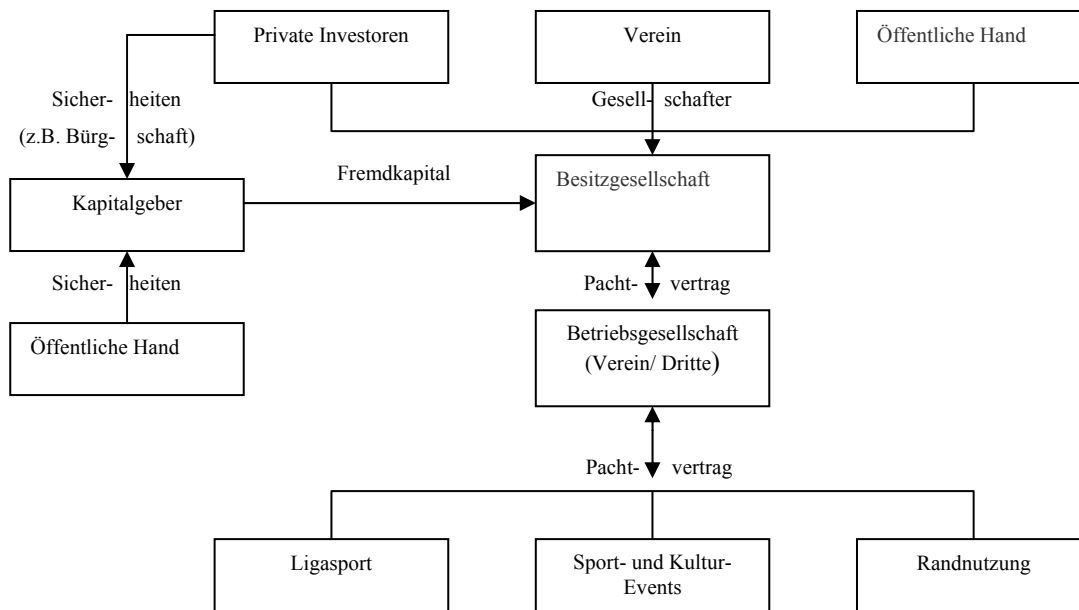 Private Investoren
Verein
Öffentliche Hand
Sicher- heiten
(z.B. Bürg- schaft)
Gesell- schafter
Fremdkapital
Kapitalgeber
Besitzgesellschaft
Sicher- heiten
Pacht- vertrag
Öffentliche Hand
Betriebsgesellschaft
(Verein/ Dritte)
Pacht- vertrag
Ligasport
Sport- und Kultur-
Events
Randnutzung